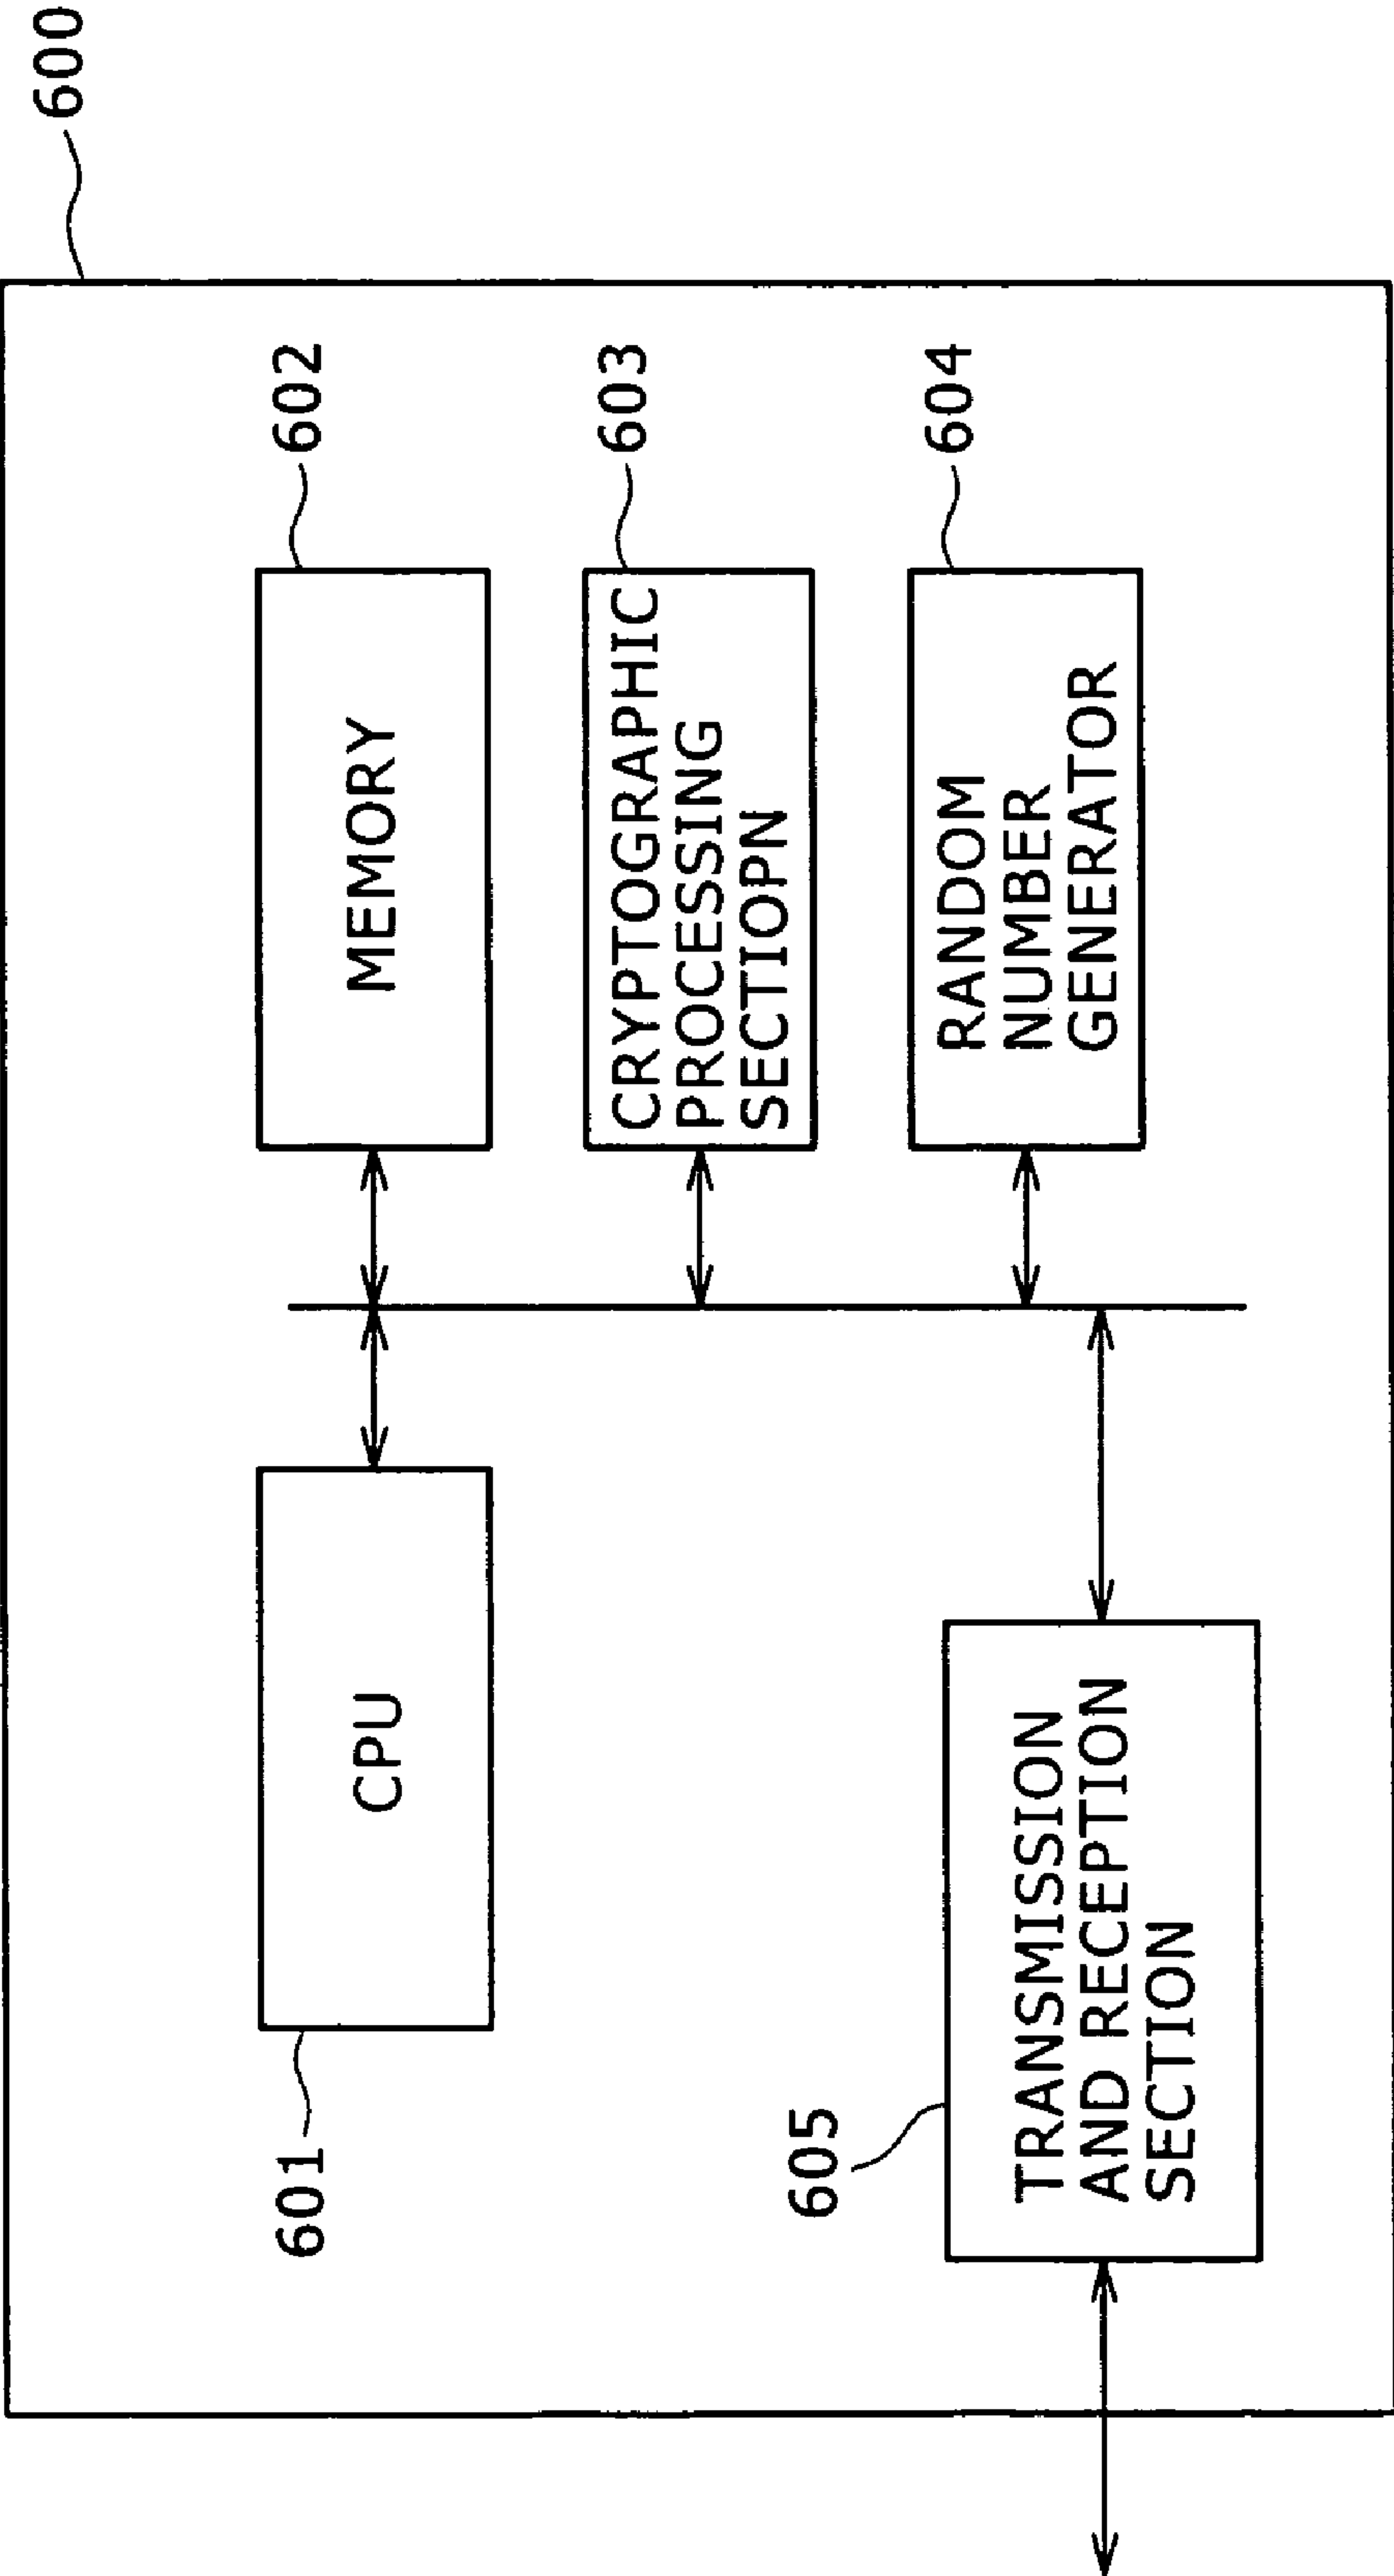 600
601
CPU
602
MEMORY
603
CRYPTOGRAPHIC
PROCESSING
SECTIOPN
605
TRANSMISSION
AND RECEPTION
SECTION
604
RANDOM
NUMBER
GENERATOR